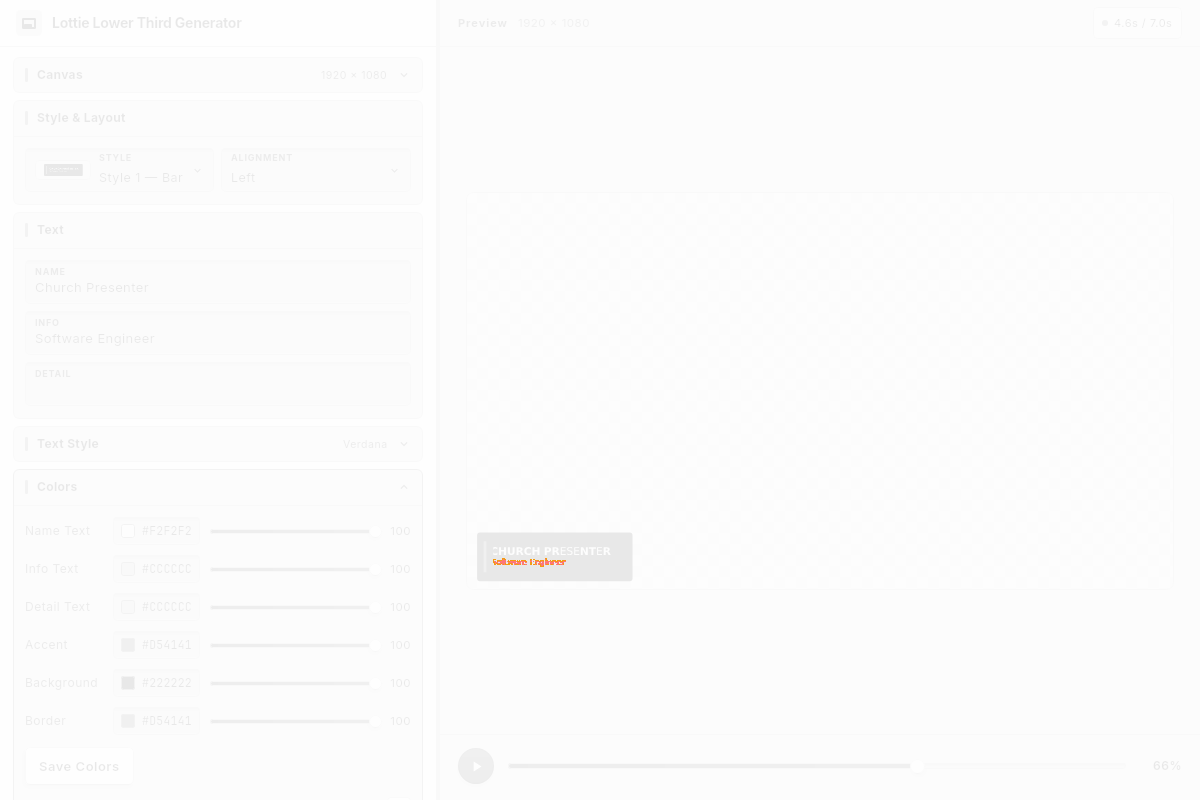 Lottie Lower Third Generator
Canvas
1920 × 1080
Style & Layout
STYLE
Style 1 — Bar
ALIGNMENT
Left
Text
NAME
Church Presenter
INFO
Software Engineer
DETAIL
Text Style
Verdana
Colors
Name Text
#F2F2F2
100
Info Text
#CCCCCC
100
Detail Text
#CCCCCC
100
Accent
#D54141
100
Background
#222222
100
Border
#D54141
100
Save Colors
Preview 1920 × 1080
4.6s / 7.0s
CHURCH PRESENTER
Software Engineer
66%